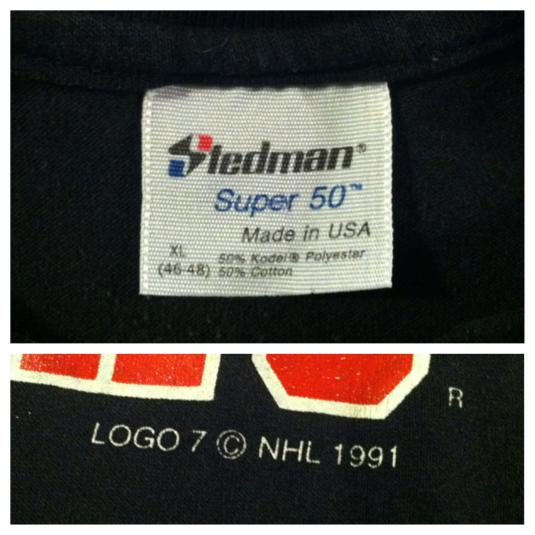 Stedman®
Super 50™
Made in USA
XL 50% Kodel® Polyester
(46-48) 50% Cotton
R
LOGO 7 © NHL 1991